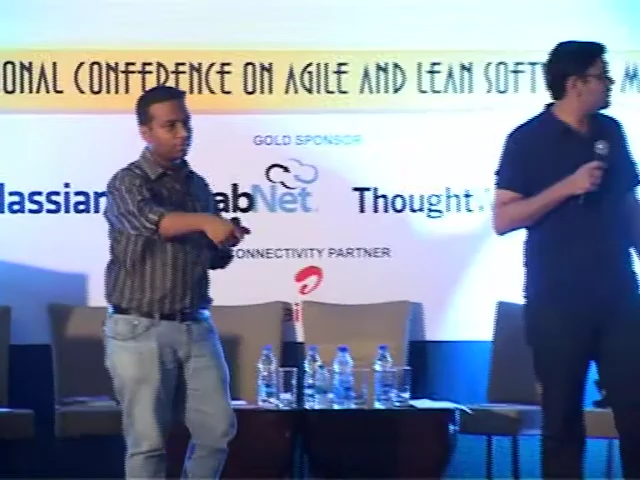 ONAL CONFERENCE ON AGILE AND LEAN SOFT M
GOLD SPONSOR
lassian abNet Thought
CONNECTIVITY PARTNER